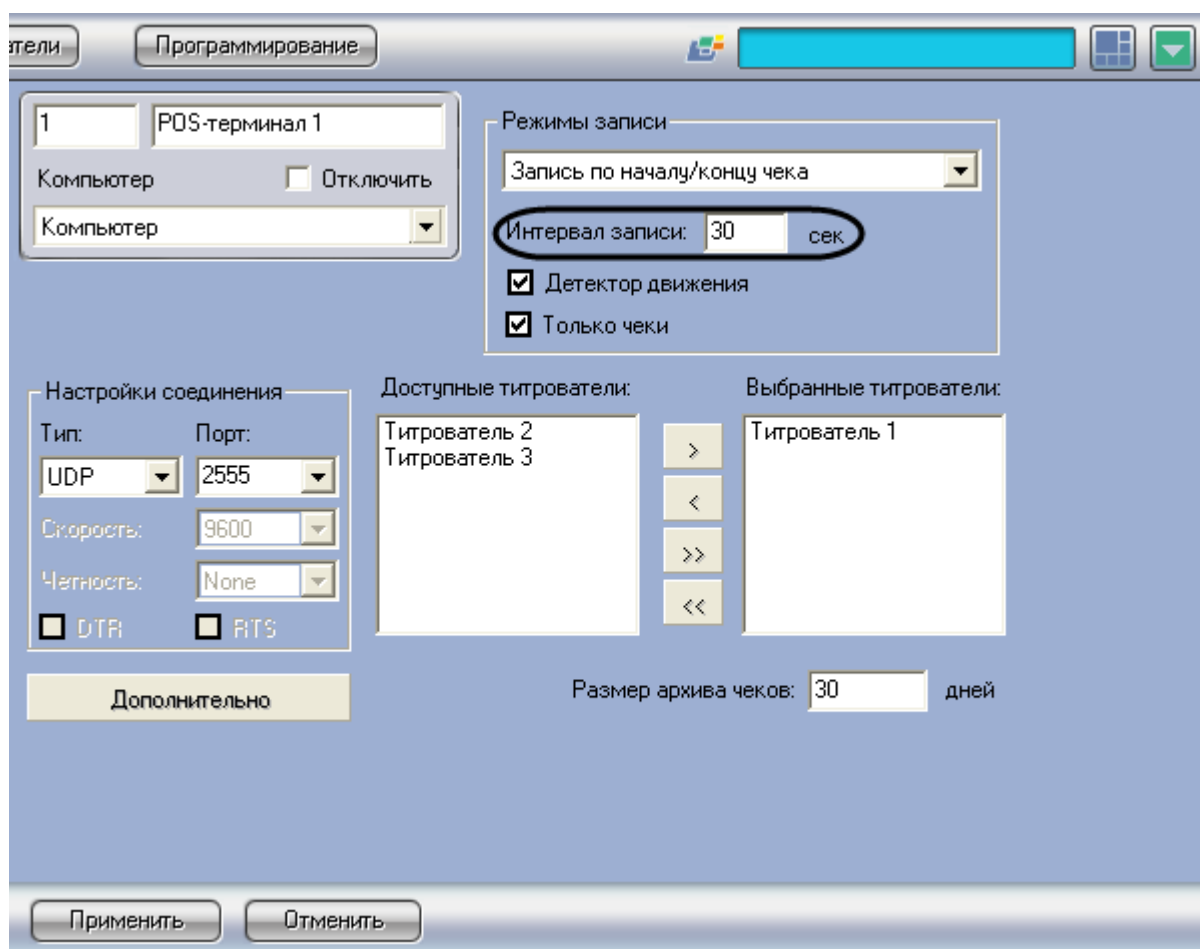 атели Программирование
1 POS-терминал 1
Компьютер Отключить
Компьютер
Режимы записи
Запись по началу/концу чека
Интервал записи: 30 сек
Детектор движения
Только чеки
Настройки соединения
Тип: Порт:
UDP 2555
Скорость: 9600
Четность: None
DTR RTS
Дополнительно
Доступные титрователи:
Титрователь 2
Титрователь 3
>
<
>>
<<
Выбранные титрователи:
Титрователь 1
Размер архива чеков: 30 дней
Применить Отменить